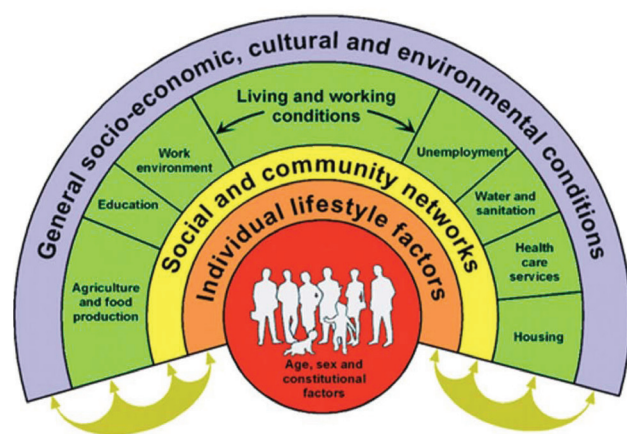 General socio-economic, cultural and environmental conditions
Living and working
conditions
Work
environment
Unemployment
Education
Water and
sanitation
Agriculture
and food
production
Health
care
services
Housing
Social and community networks
Individual lifestyle factors
Age, sex and
constitutional
factors